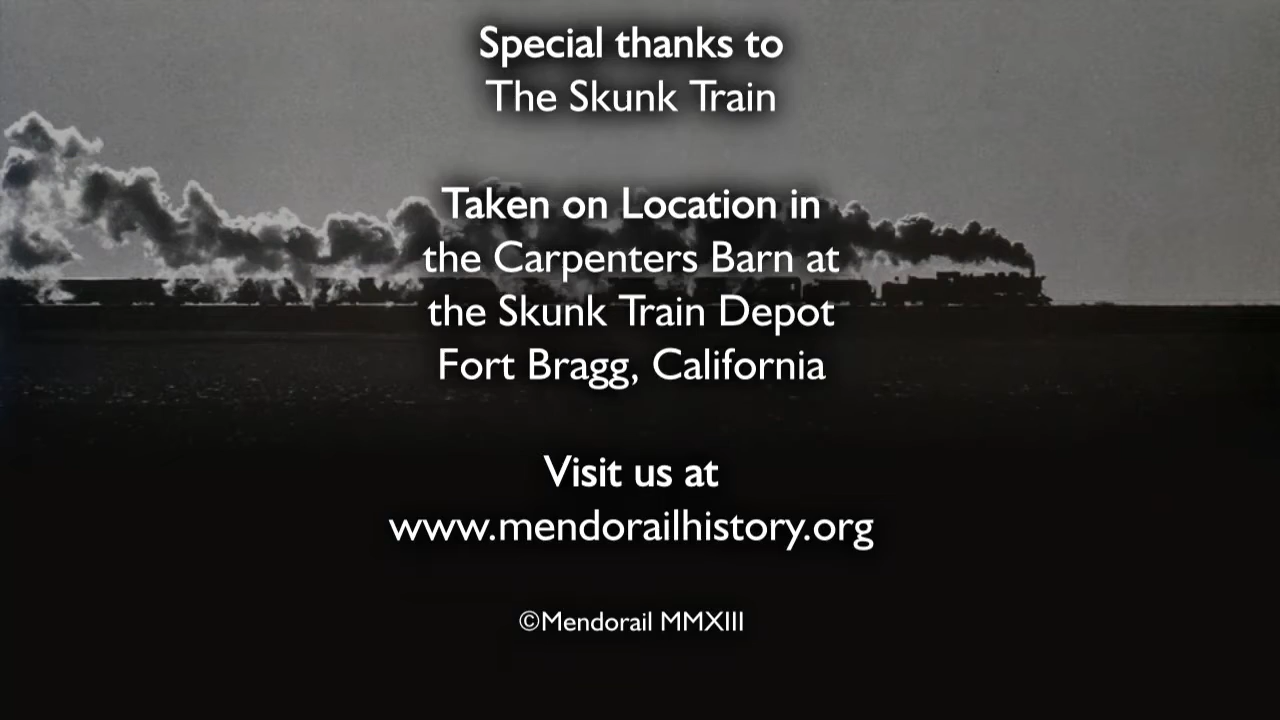 Special thanks to
The Skunk Train
Taken on Location in
the Carpenters Barn at
the Skunk Train Depot
Fort Bragg, California
Visit us at
www.mendorailhistory.org
©Mendorail MMXIII